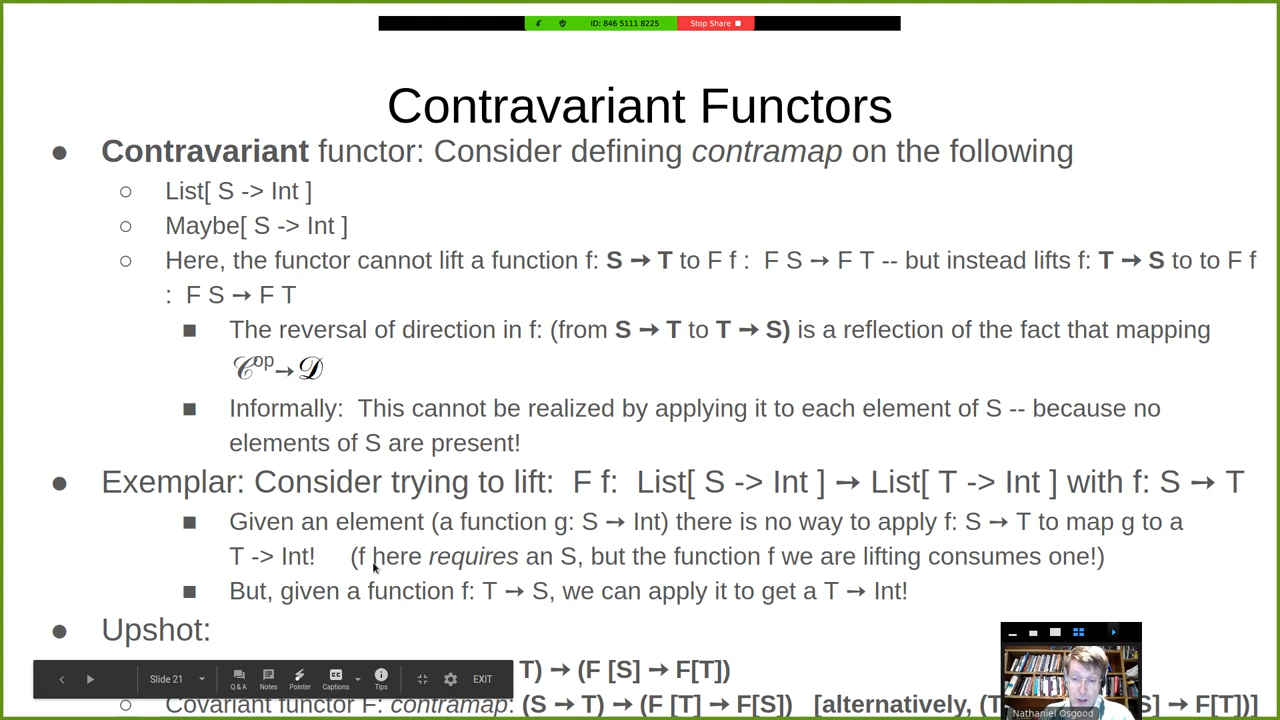 ID: 846 5111 8225 Stop Share
Contravariant Functors
● Contravariant functor: Consider defining contramap on the following
○ List[ S -> Int ]
○ Maybe[ S -> Int ]
○ Here, the functor cannot lift a function f: S → T to F f : F S → F T -- but instead lifts f: T → S to to F f
: F S → F T
■ The reversal of direction in f: (from S → T to T → S) is a reflection of the fact that mapping
𝒞op→𝒟
■ Informally: This cannot be realized by applying it to each element of S -- because no
elements of S are present!
● Exemplar: Consider trying to lift: F f: List[ S -> Int ] → List[ T -> Int ] with f: S → T
■ Given an element (a function g: S → Int) there is no way to apply f: S → T to map g to a
T -> Int! (f here requires an S, but the function f we are lifting consumes one!)
■ But, given a function f: T → S, we can apply it to get a T → Int!
● Upshot:
T) → (F [S] → F[T])
Slide 21 Q & A Notes Pointer Captions Tips EXIT
○ Covariant functor F: contramap: (S → T) → (F [T] → F[S]) [alternatively, (T S] → F[T])]
Nathaniel Osgood